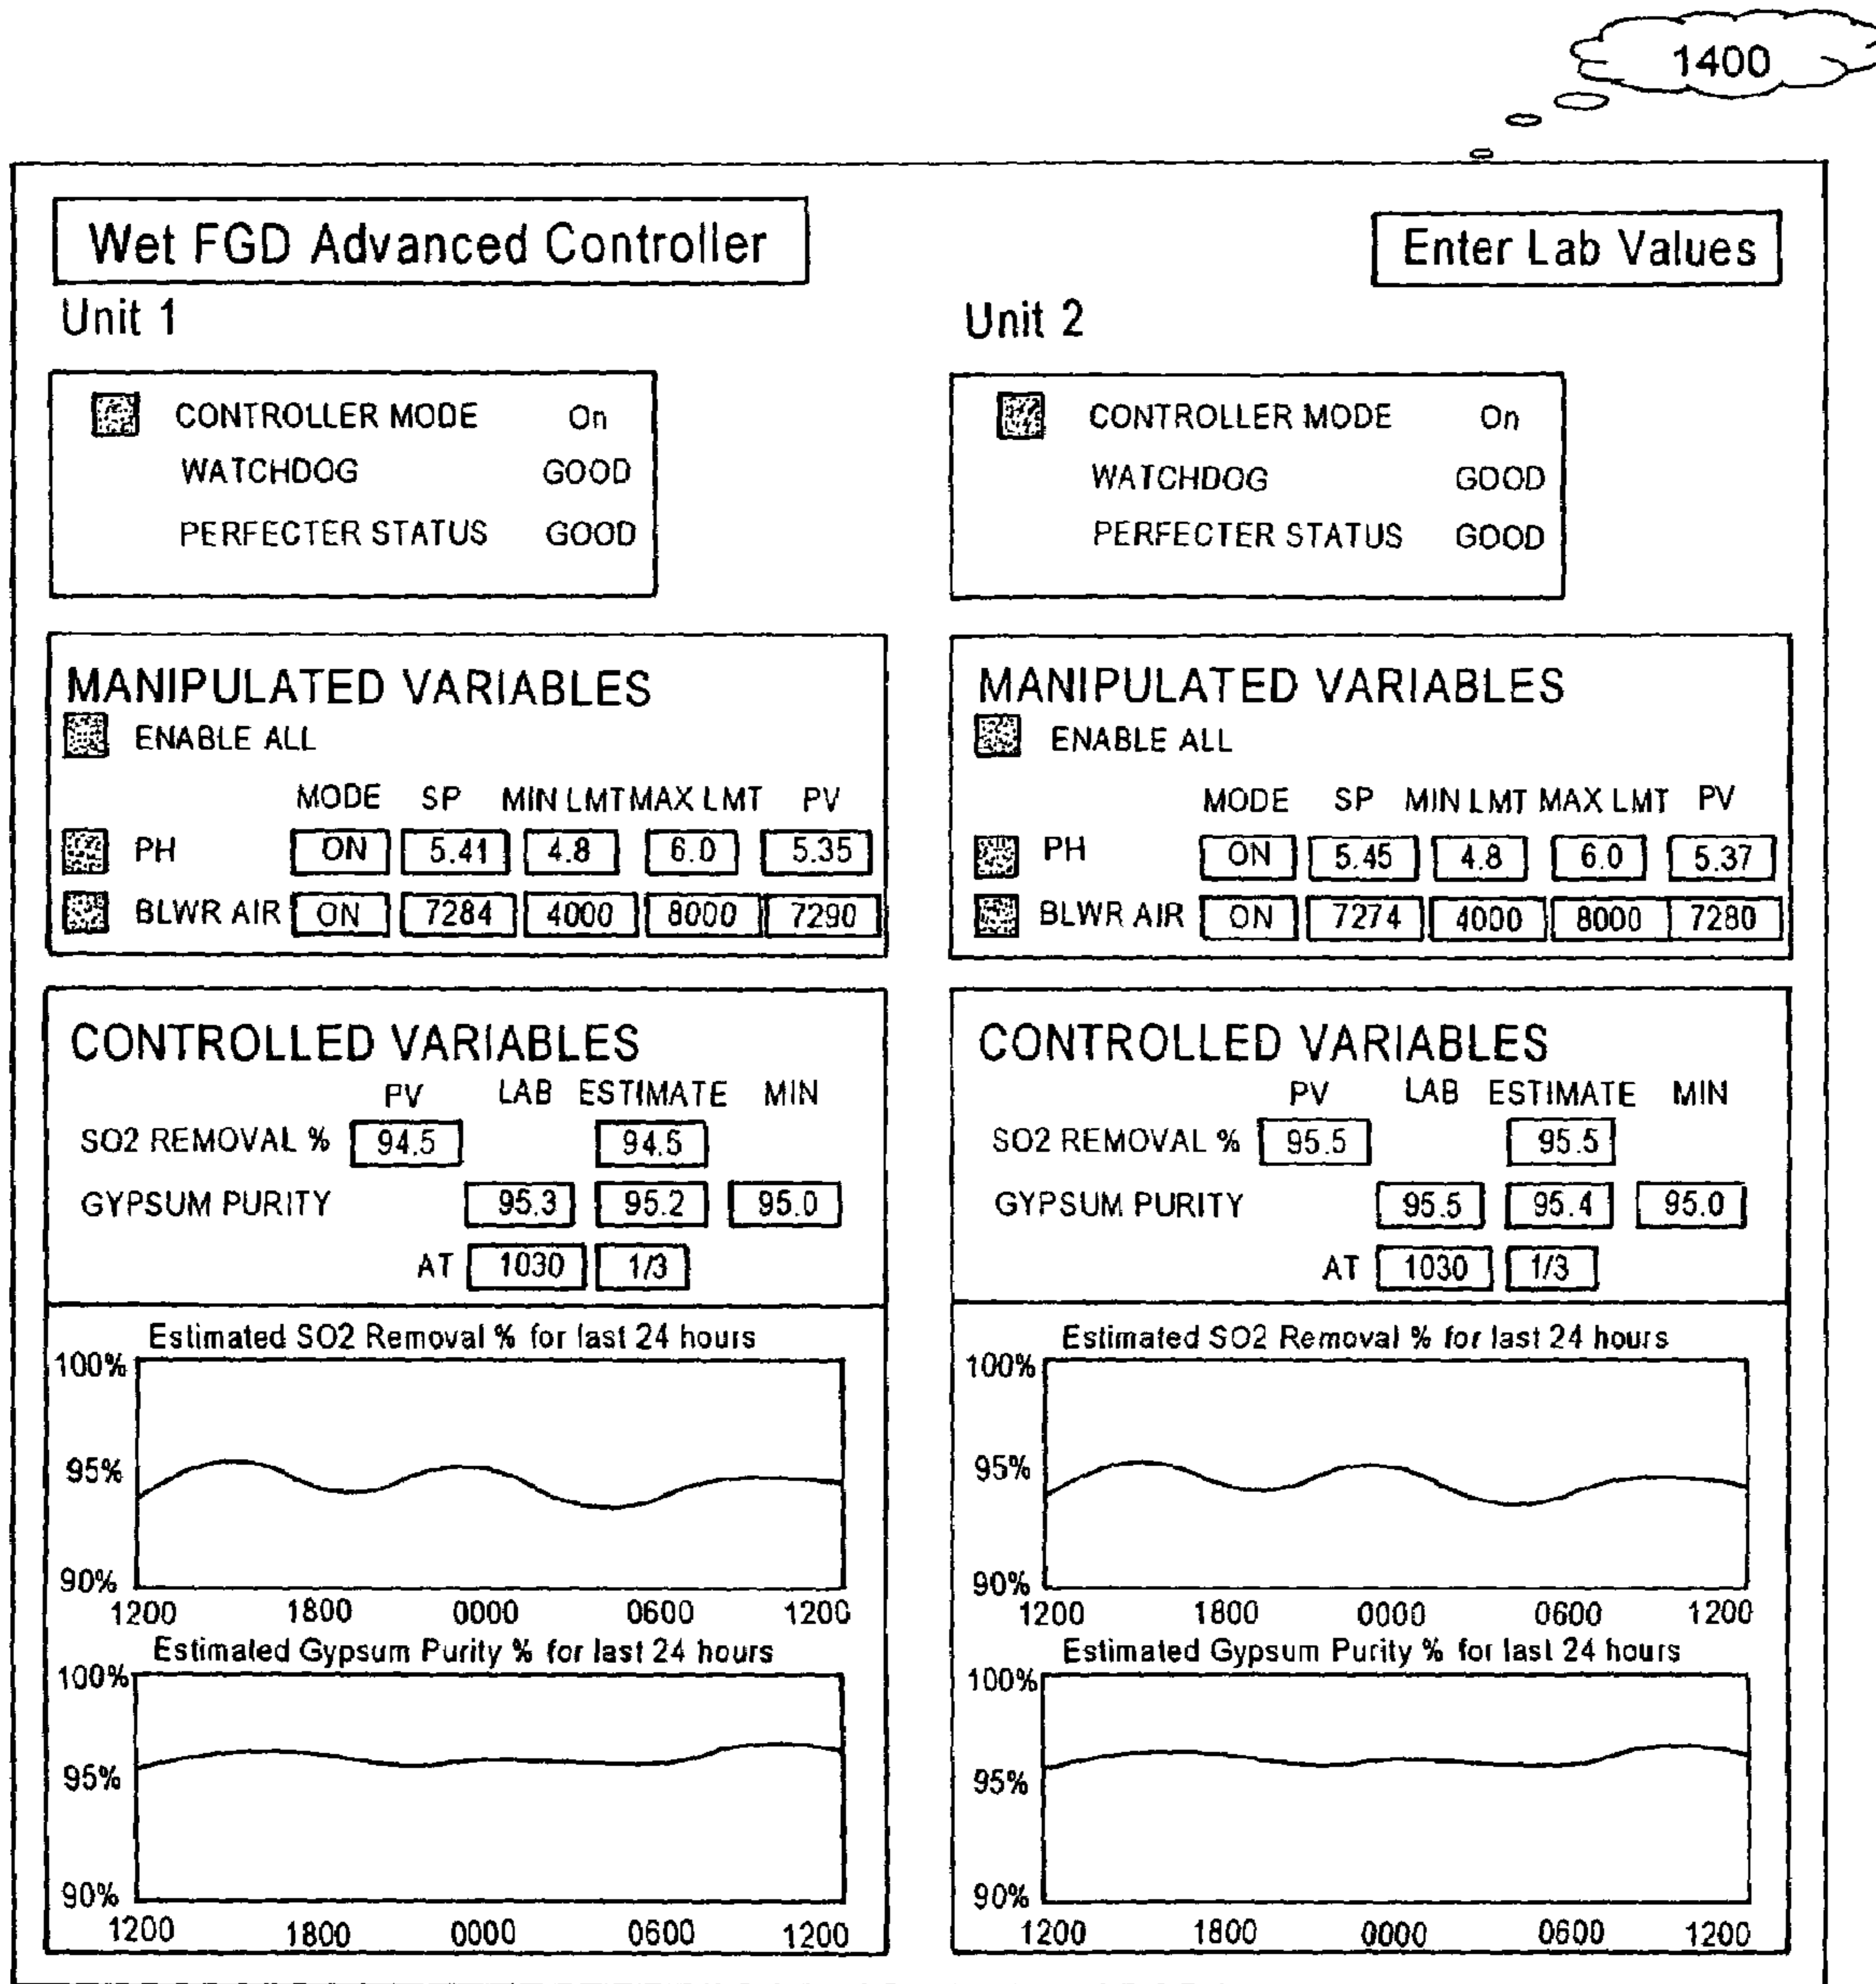 1400
Wet FGD Advanced Controller
Enter Lab Values
Unit 1
CONTROLLER MODE On
WATCHDOG GOOD
PERFECTER STATUS GOOD
MANIPULATED VARIABLES
ENABLE ALL
MODE SP MIN LMT MAX LMT PV
PH ON 5.41 4.8 6.0 5.35
BLWR AIR ON 7284 4000 8000 7290
CONTROLLED VARIABLES
PV LAB ESTIMATE MIN
SO2 REMOVAL % 94.5 94.5
GYPSUM PURITY 95.3 95.2 95.0
AT 1030 1/3
Estimated SO2 Removal % for last 24 hours
100%
95%
90%
1200 1800 0000 0600 1200
Estimated Gypsum Purity % for last 24 hours
100%
95%
90%
1200 1800 0000 0600 1200
Unit 2
CONTROLLER MODE On
WATCHDOG GOOD
PERFECTER STATUS GOOD
MANIPULATED VARIABLES
ENABLE ALL
MODE SP MIN LMT MAX LMT PV
PH ON 5.45 4.8 6.0 5.37
BLWR AIR ON 7274 4000 8000 7280
CONTROLLED VARIABLES
PV LAB ESTIMATE MIN
SO2 REMOVAL % 95.5 95.5
GYPSUM PURITY 95.5 95.4 95.0
AT 1030 1/3
Estimated SO2 Removal % for last 24 hours
100%
95%
90%
1200 1800 0000 0600 1200
Estimated Gypsum Purity % for last 24 hours
100%
95%
90%
1200 1800 0000 0600 1200